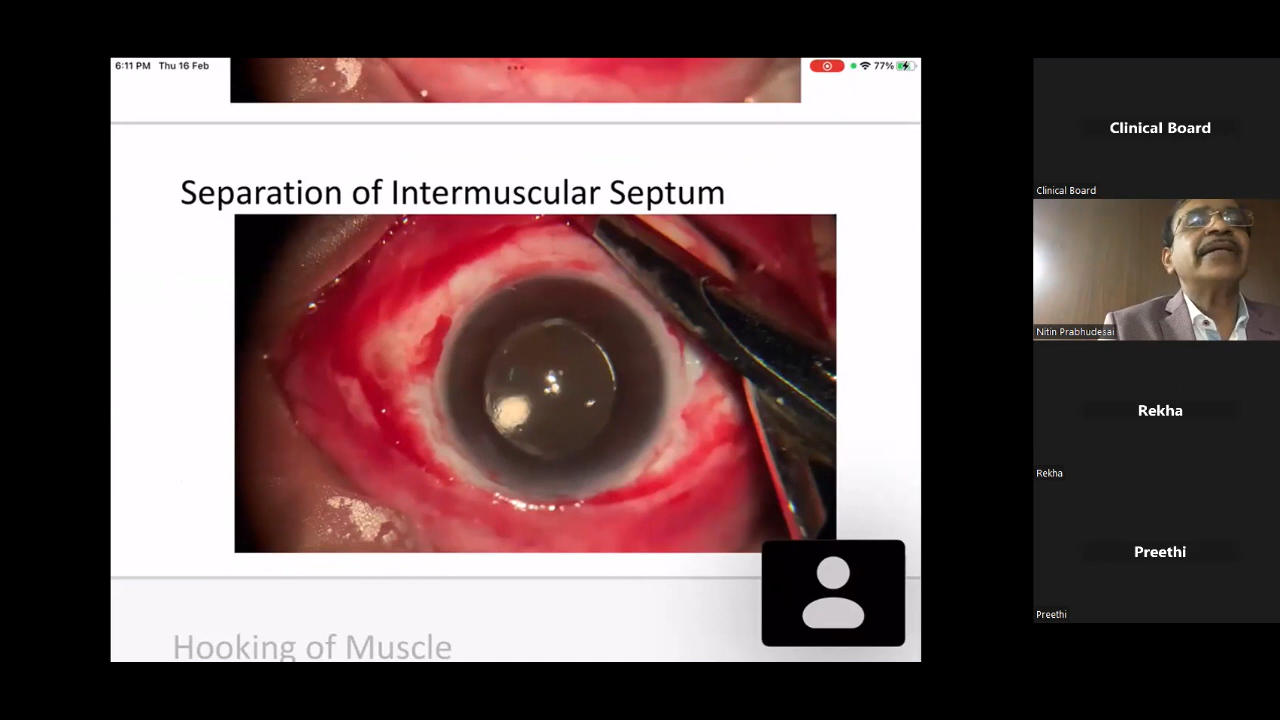 6:11 PM Thu 16 Feb
77%
Separation of Intermuscular Septum
Hooking of Muscle
Clinical Board
Clinical Board
Nitin Prabhudesai
Rekha
Rekha
Preethi
Preethi